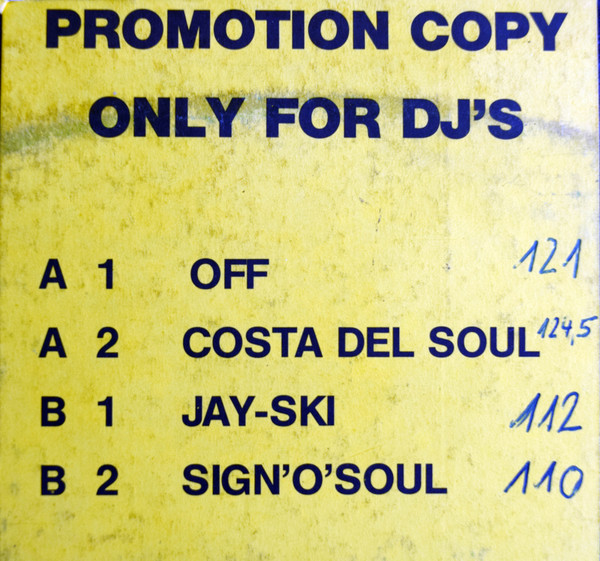 PROMOTION COPY
ONLY FOR DJ'S
A 1 OFF 121
A 2 COSTA DEL SOUL 124,5
B 1 JAY-SKI 112
B 2 SIGN'O'SOUL 110